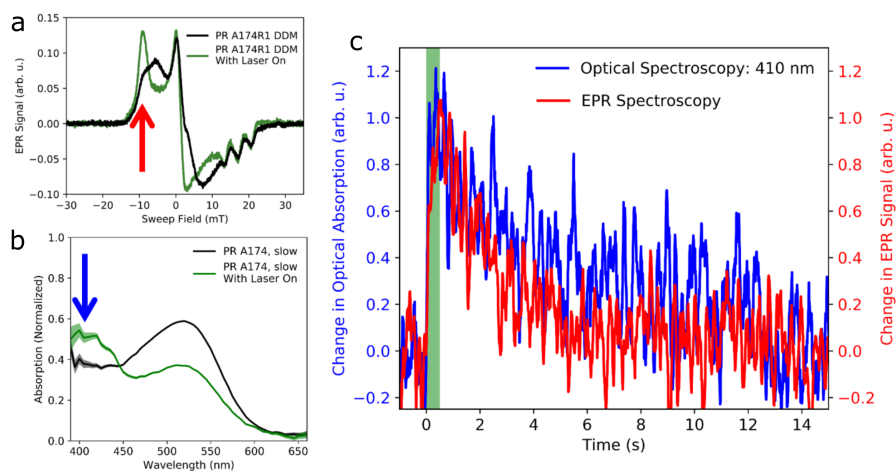 a
EPR Signal (arb. u.)
0.15
0.10
0.05
0.00
−0.05
−0.10
PR A174R1 DDM
PR A174R1 DDM
With Laser On
−30 −20 −10 0 10 20 30
Sweep Field (mT)
b
Absorption (Normalized)
1.0
0.8
0.6
0.4
0.2
0.0
PR A174, slow
PR A174, slow
With Laser On
400 450 500 550 600 650
Wavelength (nm)
c
Change in Optical Absorption (arb. u.)
1.2
1.0
0.8
0.6
0.4
0.2
0.0
−0.2
Optical Spectroscopy: 410 nm
EPR Spectroscopy
0 2 4 6 8 10 12 14
Time (s)
1.2
1.0
0.8
0.6
0.4
0.2
0.0
−0.2
Change in EPR Signal (arb. u.)